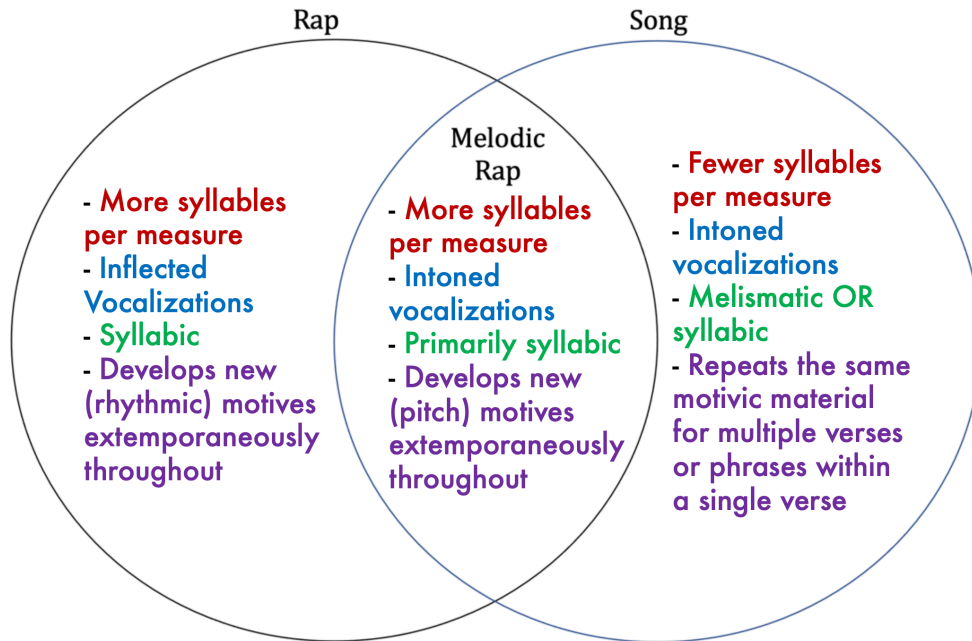 Rap
Song
Melodic
Rap
- More syllables
per measure
- Inflected
Vocalizations
- Syllabic
- Develops new
(rhythmic) motives
extemporaneously
throughout
- More syllables
per measure
- Intoned
vocalizations
- Primarily syllabic
- Develops new
(pitch) motives
extemporaneously
throughout
- Fewer syllables
per measure
- Intoned
vocalizations
- Melismatic OR
syllabic
- Repeats the same
motivic material
for multiple verses
or phrases within
a single verse